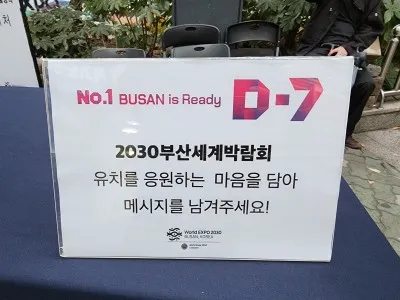 No.1 BUSAN is Ready D-7
2030부산세계박람회
유치를 응원하는 마음을 담아
메시지를 남겨주세요!
World EXPO 2030
BUSAN, KOREA